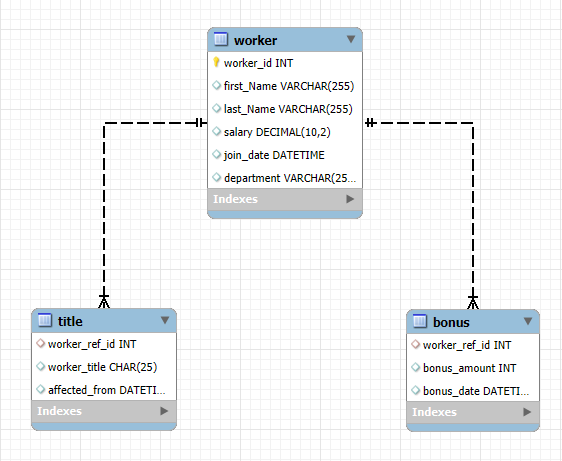 worker
worker_id INT
first_Name VARCHAR(255)
last_Name VARCHAR(255)
salary DECIMAL(10,2)
join_date DATETIME
department VARCHAR(25...
Indexes
title
worker_ref_id INT
worker_title CHAR(25)
affected_from DATETI...
Indexes
bonus
worker_ref_id INT
bonus_amount INT
bonus_date DATETI...
Indexes